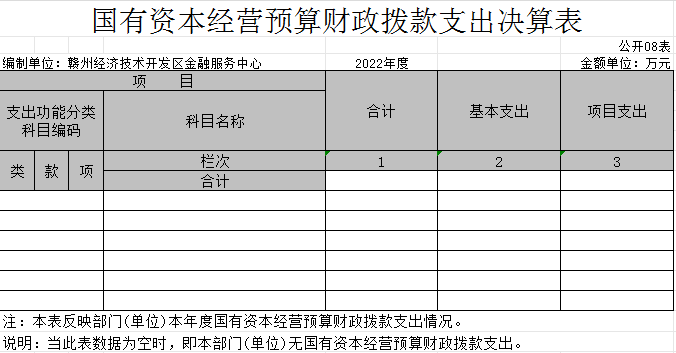 国有资本经营预算财政拨款支出决算表
公开08表
编制单位：赣州经济技术开发区金融服务中心 2022年度 金额单位：万元
项 目 合计 基本支出 项目支出
支出功能分类
科目编码
科目名称
类 款 项 栏次 1 2 3
合计
注：本表反映部门(单位)本年度国有资本经营预算财政拨款支出情况。
说明：当此表数据为空时，即本部门(单位)无国有资本经营预算财政拨款支出。